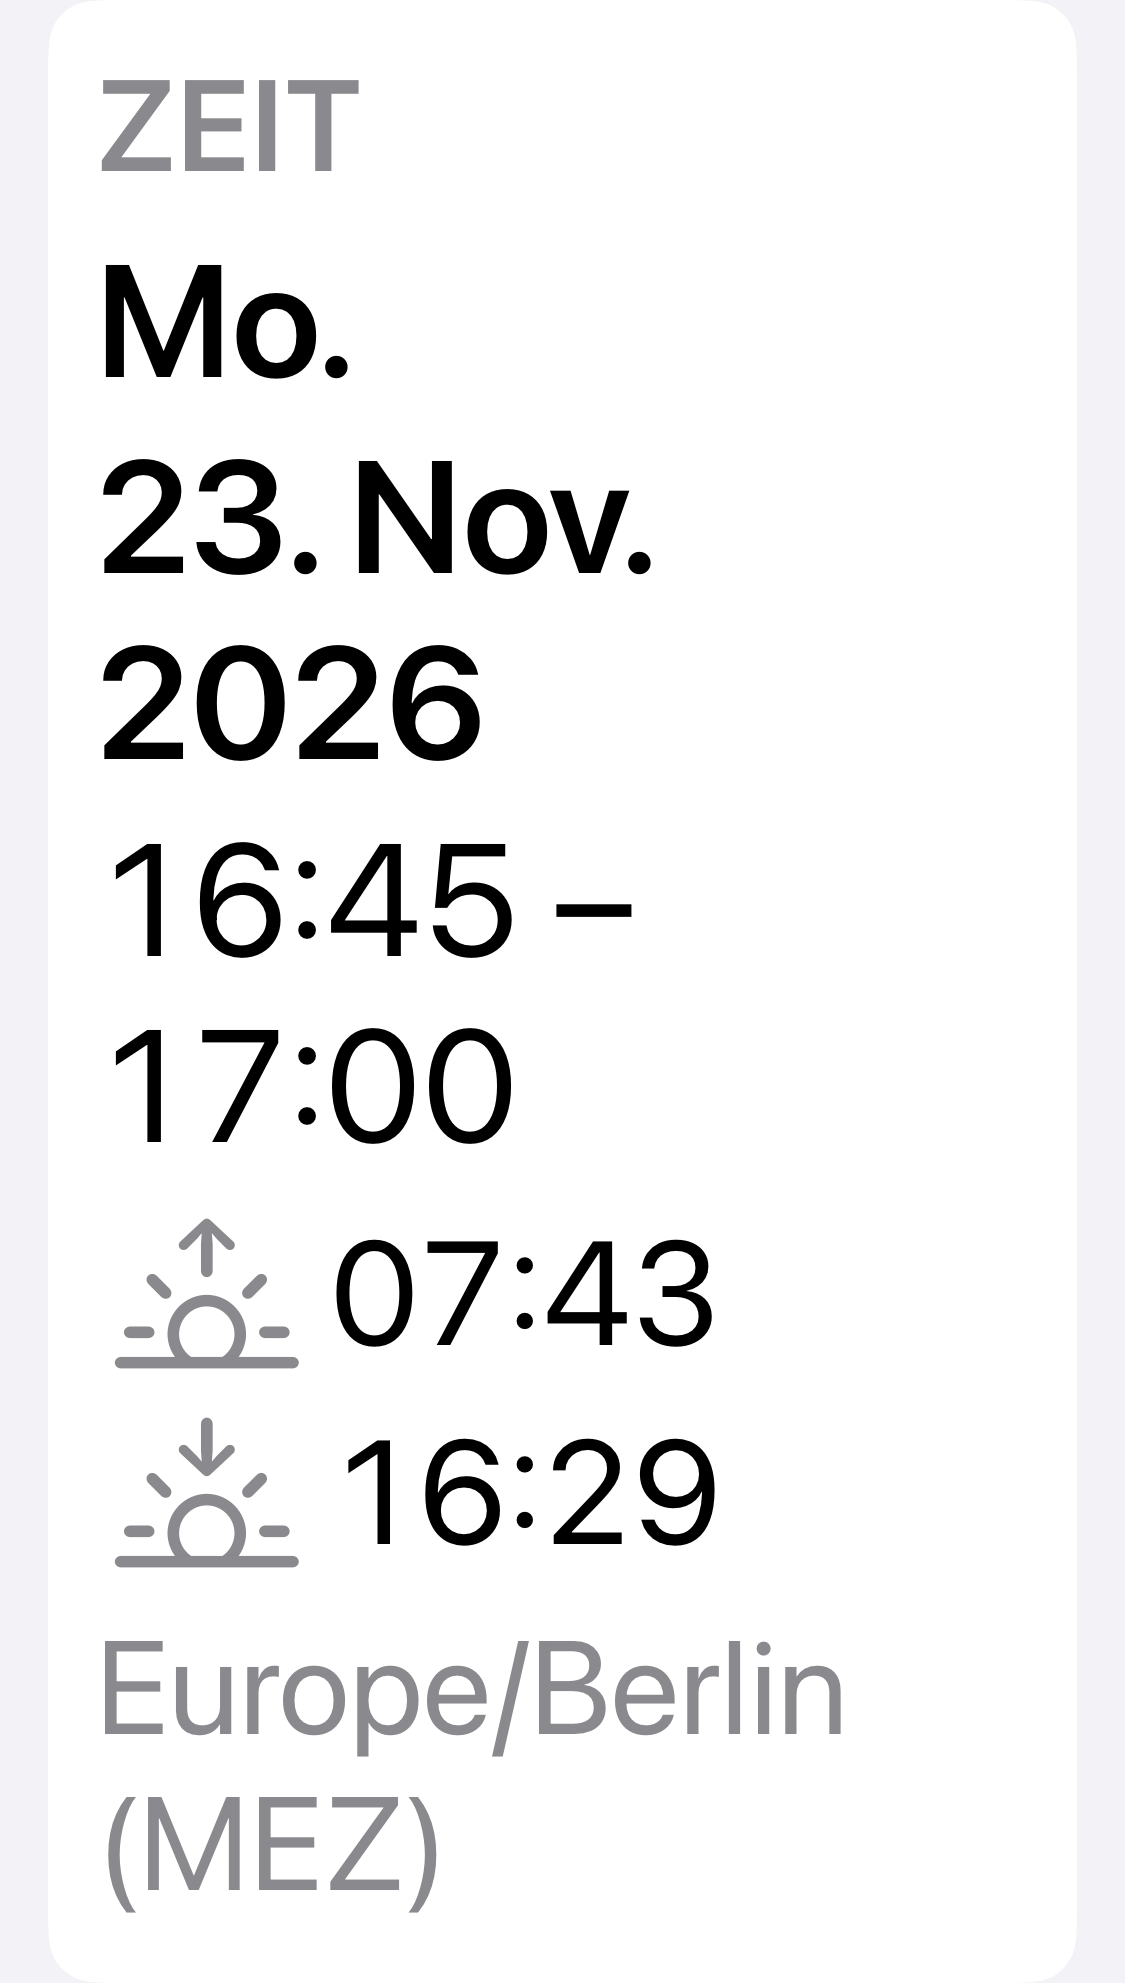 ZEIT
Mo.
23. Nov.
2026
16:45 –
17:00
07:43
16:29
Europe/Berlin
(MEZ)